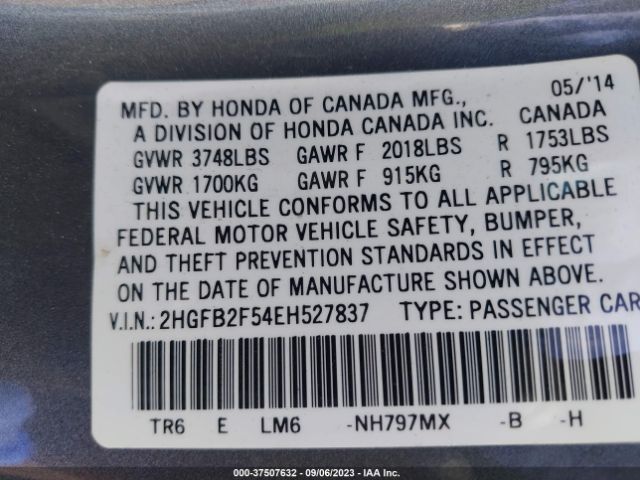 MFD. BY HONDA OF CANADA MFG., 05/'14
A DIVISION OF HONDA CANADA INC. CANADA
GVWR 3748LBS GAWR F 2018LBS R 1753LBS
GVWR 1700KG GAWR F 915KG R 795KG
THIS VEHICLE CONFORMS TO ALL APPLICABLE
FEDERAL MOTOR VEHICLE SAFETY, BUMPER,
AND THEFT PREVENTION STANDARDS IN EFFECT
ON THE DATE OF MANUFACTURE SHOWN ABOVE.
V.I.N.: 2HGFB2F54EH527837 TYPE: PASSENGER CAR
TR6 E LM6 -NH797MX -B -H
000-37507632 - 09/06/2023 - IAA Inc.